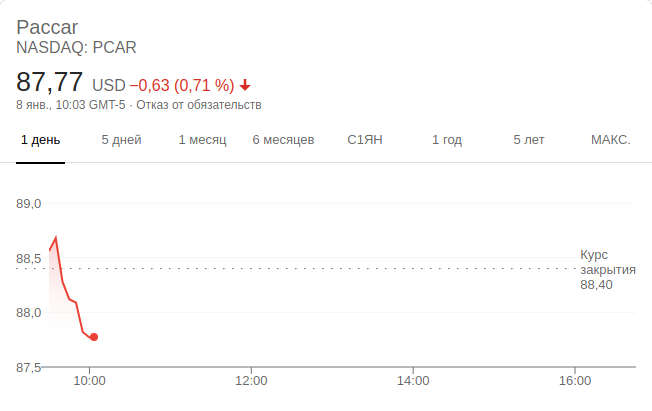 Paccar
NASDAQ: PCAR
87,77 USD −0,63 (0,71 %)
8 янв., 10:03 GMT-5 · Отказ от обязательств
1 день 5 дней 1 месяц 6 месяцев С1ЯН 1 год 5 лет МАКС.
89,0
88,5
88,0
87,5
Курс
закрытия
88,40
10:00 12:00 14:00 16:00